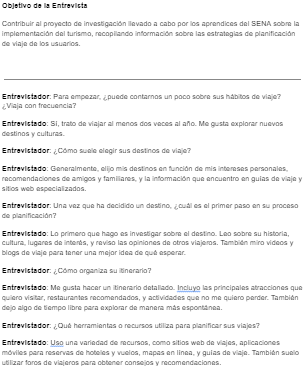 Objetivo de la Entrevista
Contribuir al proyecto de investigación llevado a cabo por los aprendices del SENA sobre la
implementación del turismo, recopilando información sobre las estrategias de planificación
de viaje de los usuarios.
Entrevistador: Para empezar, ¿puede contarnos un poco sobre sus hábitos de viaje?
¿Viaja con frecuencia?
Entrevistado: Sí, trato de viajar al menos dos veces al año. Me gusta explorar nuevos
destinos y culturas.
Entrevistador: ¿Cómo suele elegir sus destinos de viaje?
Entrevistado: Generalmente, elijo mis destinos en función de mis intereses personales,
recomendaciones de amigos y familiares, y la información que encuentro en guías de viaje y
sitios web especializados.
Entrevistador: Una vez que ha decidido un destino, ¿cuál es el primer paso en su proceso
de planificación?
Entrevistado: Lo primero que hago es investigar sobre el destino. Leo sobre su historia,
cultura, lugares de interés, y reviso las opiniones de otros viajeros. También miro videos y
blogs de viaje para tener una mejor idea de qué esperar.
Entrevistador: ¿Cómo organiza su itinerario?
Entrevistado: Me gusta hacer un itinerario detallado. Incluyo las principales atracciones que
quiero visitar, restaurantes recomendados, y actividades que no me quiero perder. También
dejo algo de tiempo libre para explorar de manera más espontánea.
Entrevistador: ¿Qué herramientas o recursos utiliza para planificar sus viajes?
Entrevistado: Uso una variedad de recursos, como sitios web de viajes, aplicaciones
móviles para reservas de hoteles y vuelos, mapas en línea, y guías de viaje. También suelo
utilizar foros de viajeros para obtener consejos y recomendaciones.